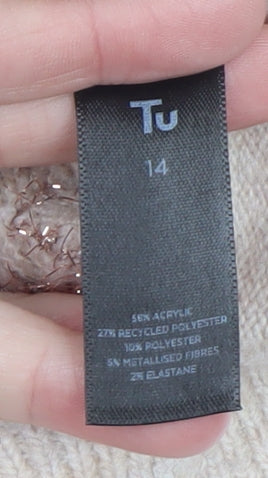 Tu
14
56% ACRYLIC
27% RECYCLED POLYESTER
10% POLYESTER
5% METALLISED FIBRES
2% ELASTANE